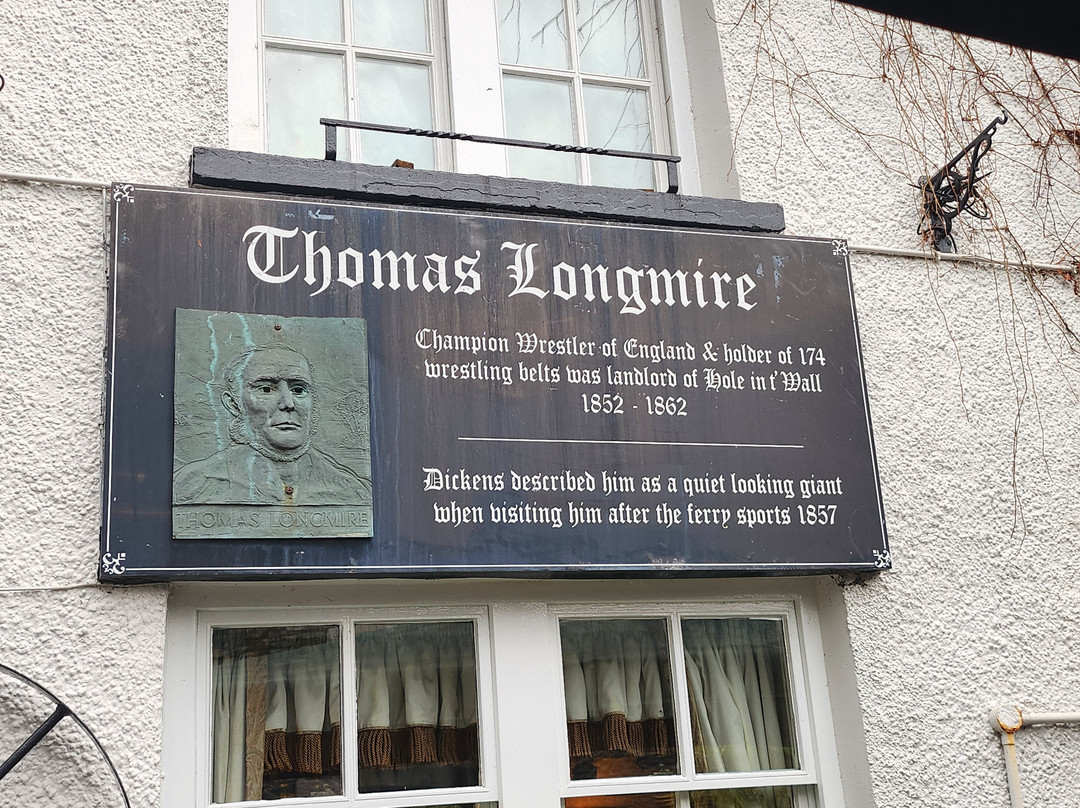 Thomas Longmire
Champion Wrestler of England & holder of 174
wrestling belts was landlord of Hole in t' Wall
1852 - 1862
Dickens described him as a quiet looking giant
when visiting him after the ferry sports 1857
THOMAS LONGMIRE